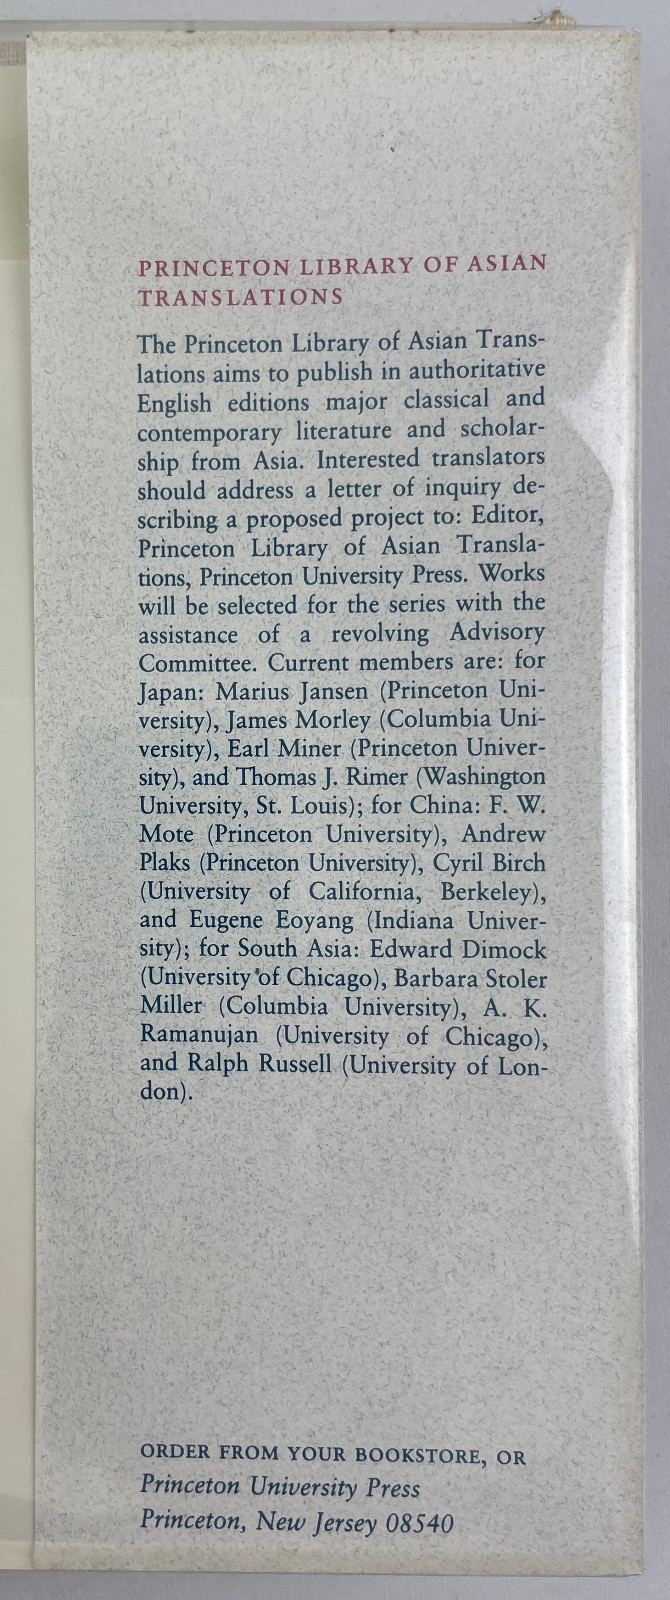 PRINCETON LIBRARY OF ASIAN
TRANSLATIONS
The Princeton Library of Asian Trans-
lations aims to publish in authoritative
English editions major classical and
contemporary literature and scholar-
ship from Asia. Interested translators
should address a letter of inquiry de-
scribing a proposed project to: Editor,
Princeton Library of Asian Transla-
tions, Princeton University Press. Works
will be selected for the series with the
assistance of a revolving Advisory
Committee. Current members are: for
Japan: Marius Jansen (Princeton Uni-
versity), James Morley (Columbia Uni-
versity), Earl Miner (Princeton Univer-
sity), and Thomas J. Rimer (Washington
University, St. Louis); for China: F. W.
Mote (Princeton University), Andrew
Plaks (Princeton University), Cyril Birch
(University of California, Berkeley),
and Eugene Eoyang (Indiana Univer-
sity); for South Asia: Edward Dimock
(University of Chicago), Barbara Stoler
Miller (Columbia University), A. K.
Ramanujan (University of Chicago),
and Ralph Russell (University of Lon-
don).
ORDER FROM YOUR BOOKSTORE, OR
Princeton University Press
Princeton, New Jersey 08540